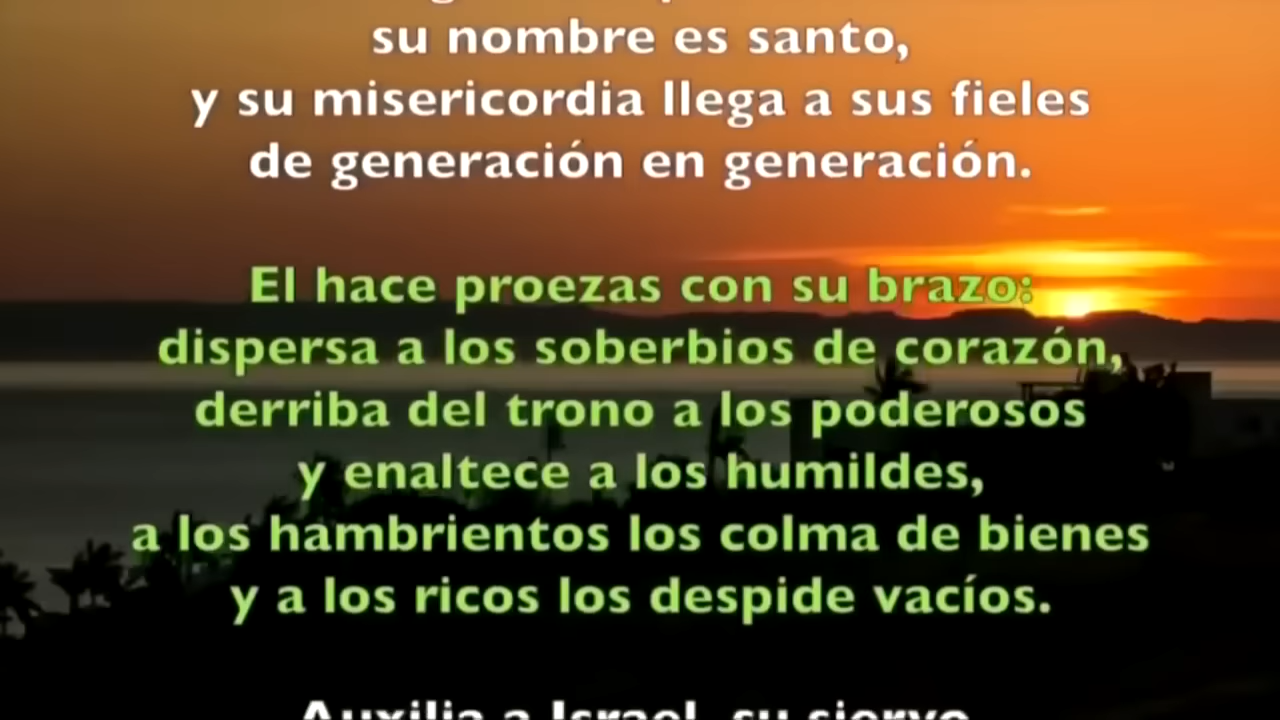 su nombre es santo,
y su misericordia llega a sus fieles
de generación en generación.
El hace proezas con su brazo:
dispersa a los soberbios de corazón,
derriba del trono a los poderosos
y enaltece a los humildes,
a los hambrientos los colma de bienes
y a los ricos los despide vacíos.
Auxilia a Israel, su siervo